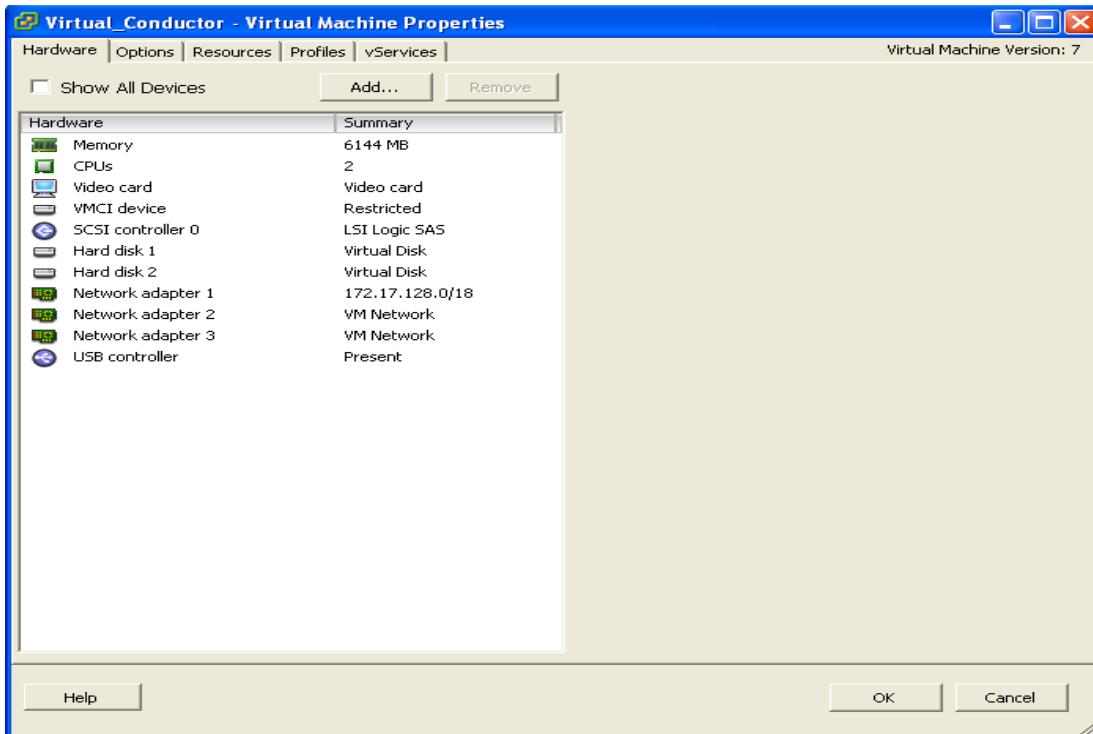 Virtual_Conductor - Virtual Machine Properties
Hardware Options Resources Profiles vServices Virtual Machine Version: 7
Show All Devices Add... Remove
Hardware Summary
Memory 6144 MB
CPUs 2
Video card Video card
VMCI device Restricted
SCSI controller 0 LSI Logic SAS
Hard disk 1 Virtual Disk
Hard disk 2 Virtual Disk
Network adapter 1 172.17.128.0/18
Network adapter 2 VM Network
Network adapter 3 VM Network
USB controller Present
Help OK Cancel